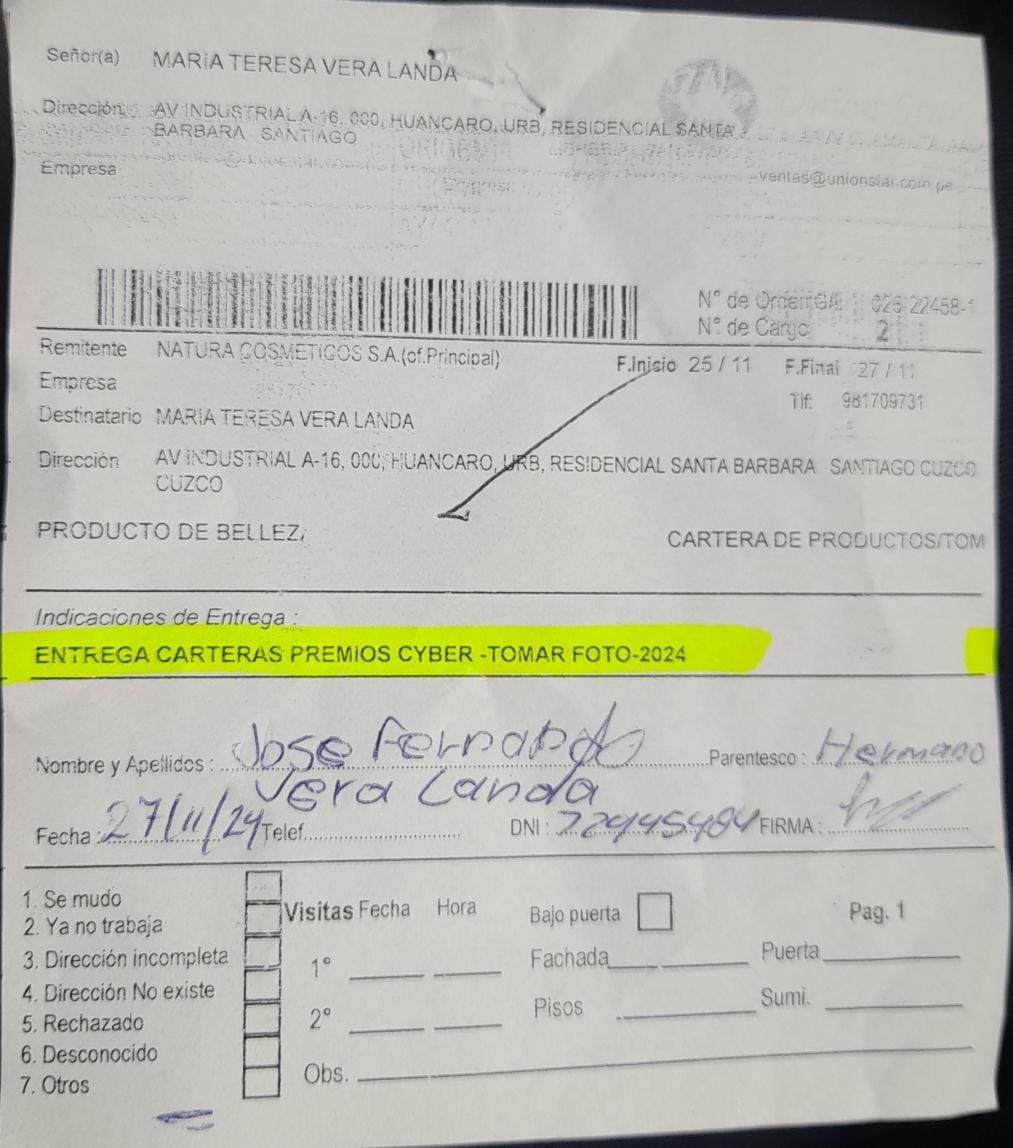 Señor(a) MARIA TERESA VERA LANDA
Dirección: AV INDUSTRIAL A-16, 000, HUANCARO, URB, RESIDENCIAL SANTA
BARBARA SANTIAGO
Empresa
ventas@unionstar.com.pe
N° de Orden 026-22458-1
N° de Cargo 2
Remitente NATURA COSMETICOS S.A.(of.Principal) F.Inicio 25 / 11 F.Final 27 / 11
Empresa Tlf: 981709731
Destinatario MARIA TERESA VERA LANDA
Dirección AV INDUSTRIAL A-16, 000, HUANCARO, URB, RESIDENCIAL SANTA BARBARA SANTIAGO CUZCO
CUZCO
PRODUCTO DE BELLEZ CARTERA DE PRODUCTOS/TOM
Indicaciones de Entrega :
ENTREGA CARTERAS PREMIOS CYBER -TOMAR FOTO-2024
Nombre y Apellidos : Jose Fernando Parentesco : Hermano
Vera Landa
Fecha : 27/11/24 Telef. DNI : 72945484 FIRMA :
1. Se mudo
2. Ya no trabaja
3. Dirección incompleta
4. Dirección No existe
5. Rechazado
6. Desconocido
7. Otros
Visitas Fecha Hora Bajo puerta Pag. 1
1° Fachada Puerta
2° Pisos Sumi.
Obs.